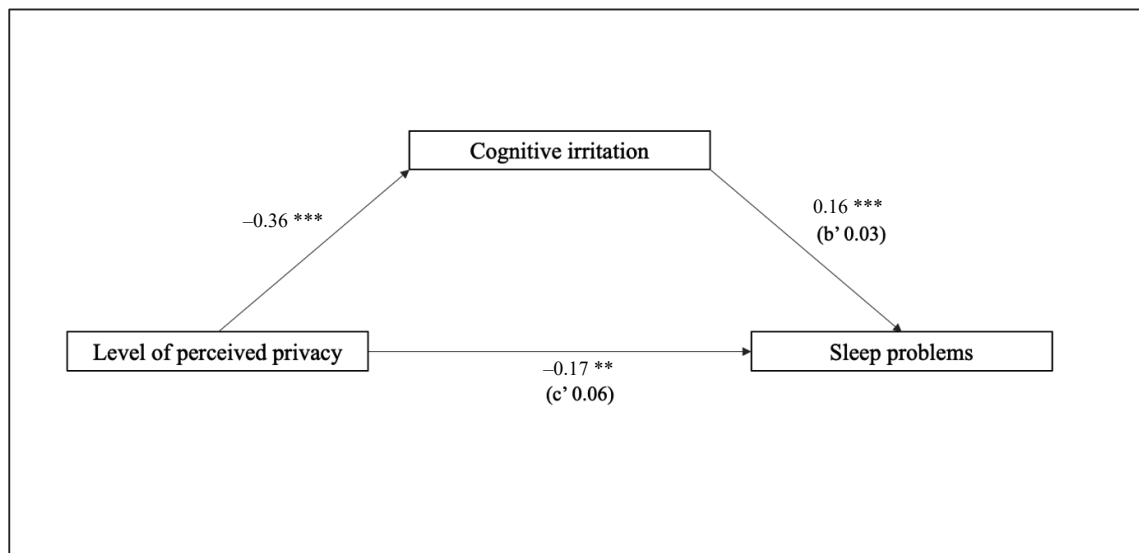 Cognitive irritation
–0.36 ***
0.16 ***
(b’ 0.03)
Level of perceived privacy
Sleep problems
–0.17 **
(c’ 0.06)